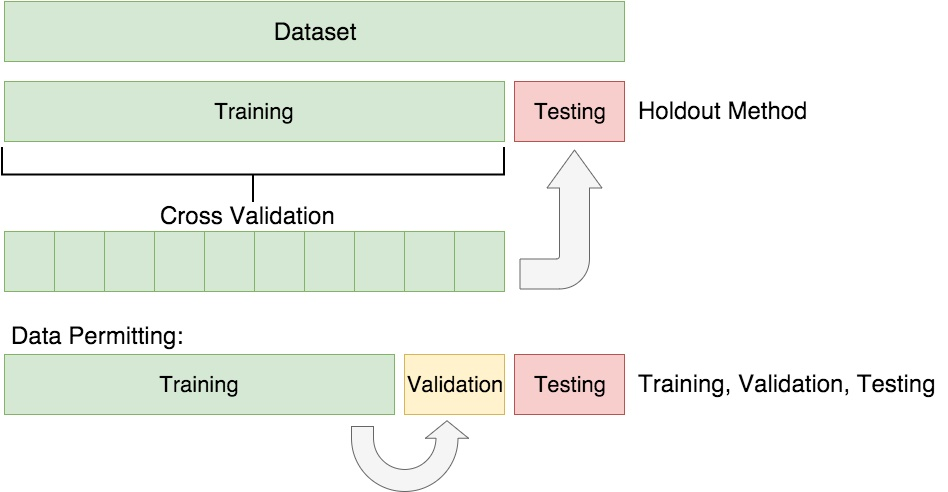 Dataset
Training
Testing
Holdout Method
Cross Validation
Data Permitting:
Training
Validation
Testing
Training, Validation, Testing